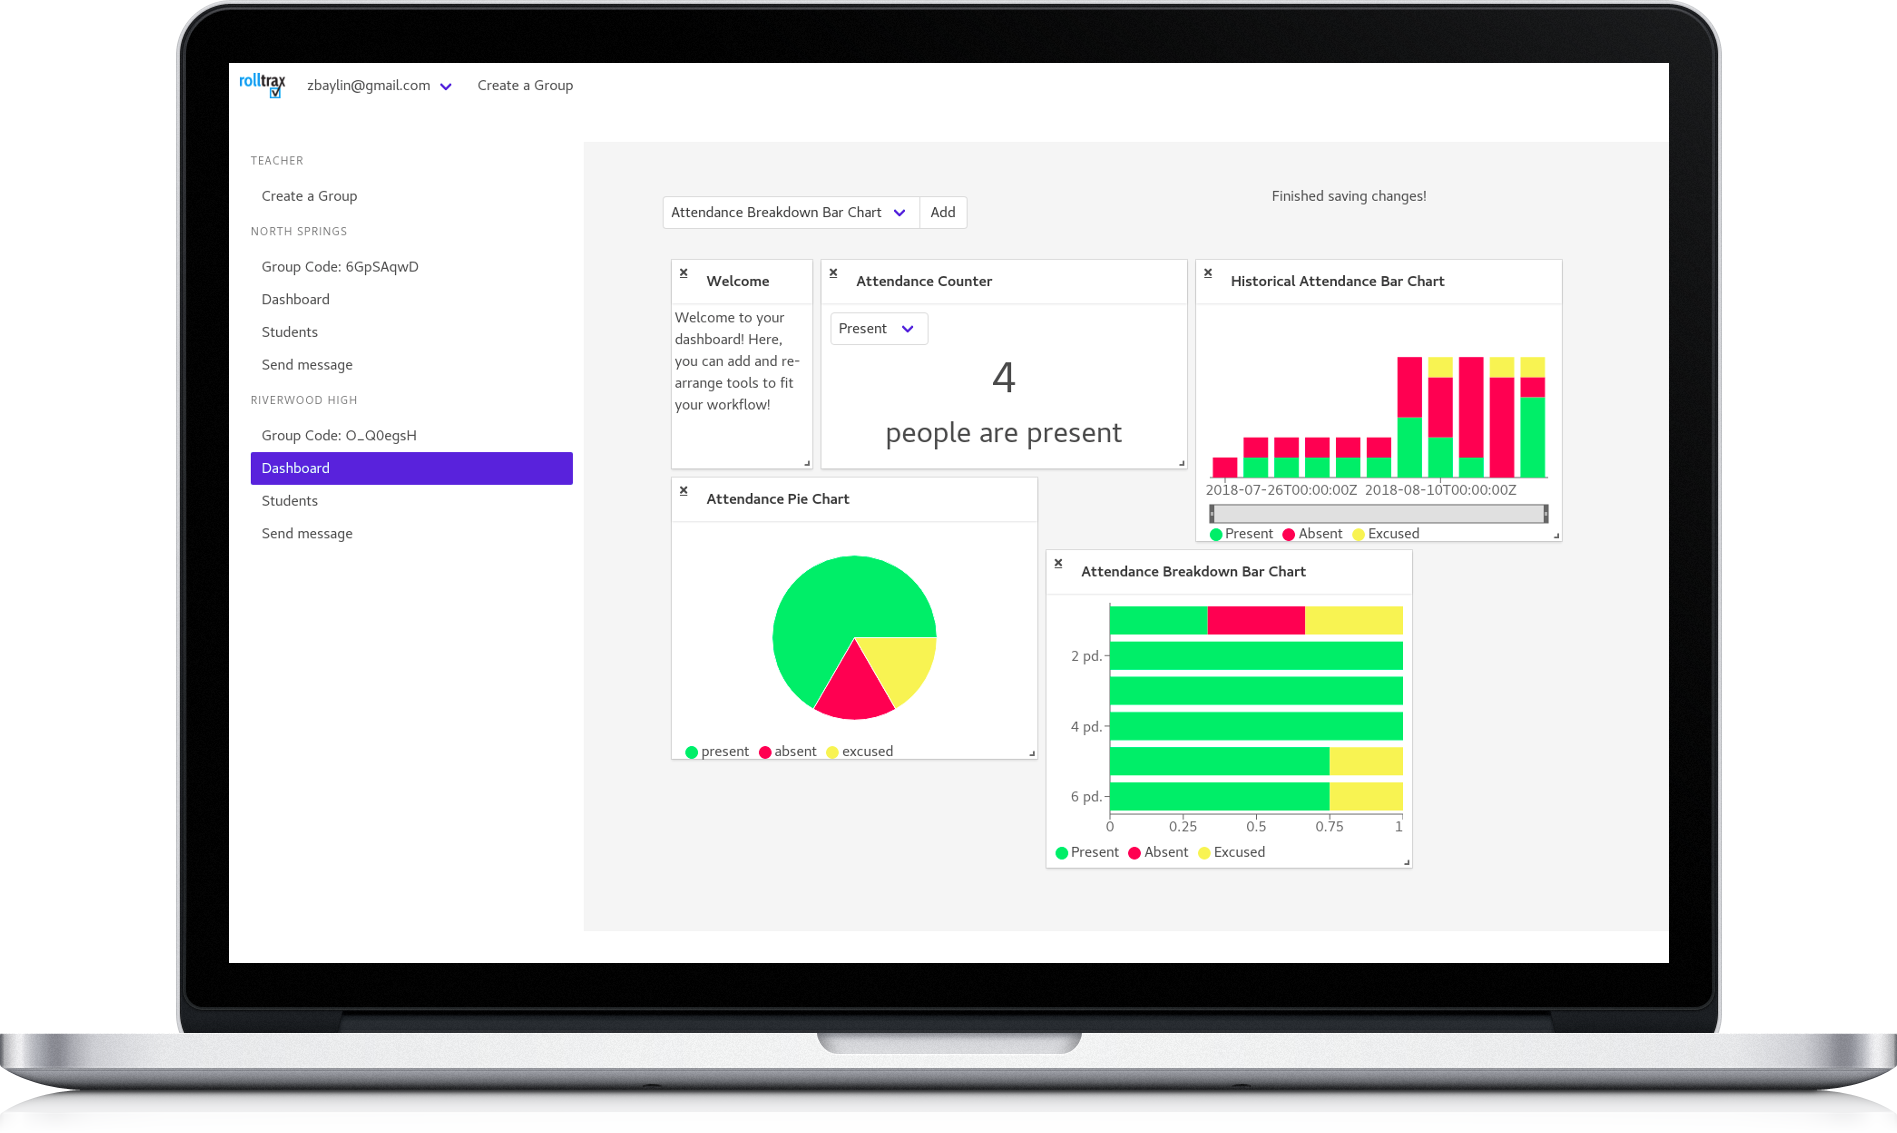 rolltrax
zbaylin@gmail.com
Create a Group
TEACHER
Create a Group
NORTH SPRINGS
Group Code: 6GpSAqwD
Dashboard
Students
Send message
RIVERWOOD HIGH
Group Code: O_Q0egsH
Dashboard
Students
Send message
Attendance Breakdown Bar Chart
Add
Finished saving changes!
x
Welcome
Welcome to your
dashboard! Here,
you can add and re-
arrange tools to fit
your workflow!
x
Attendance Counter
Present
4
people are present
x
Historical Attendance Bar Chart
2018-07-26T00:00:00Z 2018-08-10T00:00:00Z
Present Absent Excused
x
Attendance Pie Chart
present absent excused
x
Attendance Breakdown Bar Chart
2 pd.
4 pd.
6 pd.
0 0.25 0.5 0.75 1
Present Absent Excused